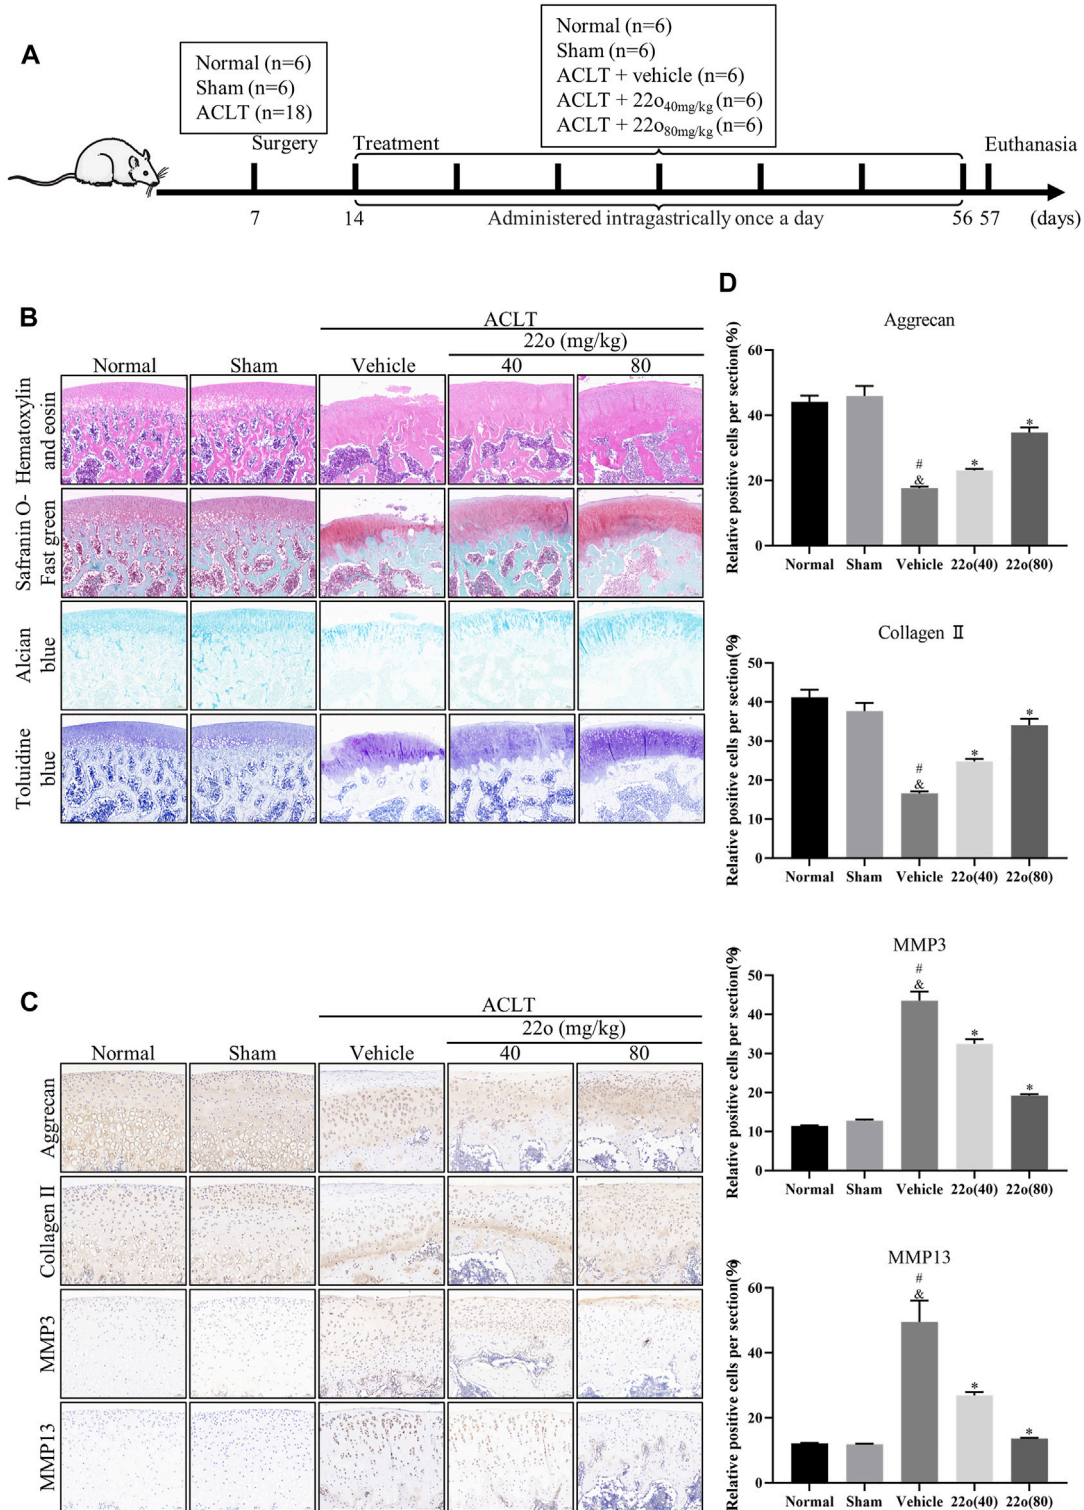 A
Normal (n=6)
Sham (n=6)
ACLT (n=18)
Normal (n=6)
Sham (n=6)
ACLT + vehicle (n=6)
ACLT + 22o40mg/kg (n=6)
ACLT + 22o80mg/kg (n=6)
Surgery
Treatment
Euthanasia
7
14
Administered intragastrically once a day
56 57
(days)
B
ACLT
22o (mg/kg)
Normal
Sham
Vehicle
40
80
Hematoxylin
and eosin
Safranin O-
Fast green
Alcian
blue
Toluidine
blue
C
ACLT
22o (mg/kg)
Normal
Sham
Vehicle
40
80
Aggrecan
Collagen II
MMP3
MMP13
D
Aggrecan
Relative positive cells per section(%)
60
40
20
0
#
&
*
*
Normal Sham Vehicle 22o(40) 22o(80)
Collagen Ⅱ
Relative positive cells per section(%)
50
40
30
20
10
0
#
&
*
*
Normal Sham Vehicle 22o(40) 22o(80)
MMP3
Relative positive cells per section(%)
50
40
30
20
10
0
#
&
*
*
Normal Sham Vehicle 22o(40) 22o(80)
MMP13
Relative positive cells per section(%)
60
40
20
0
#
&
*
*
Normal Sham Vehicle 22o(40) 22o(80)